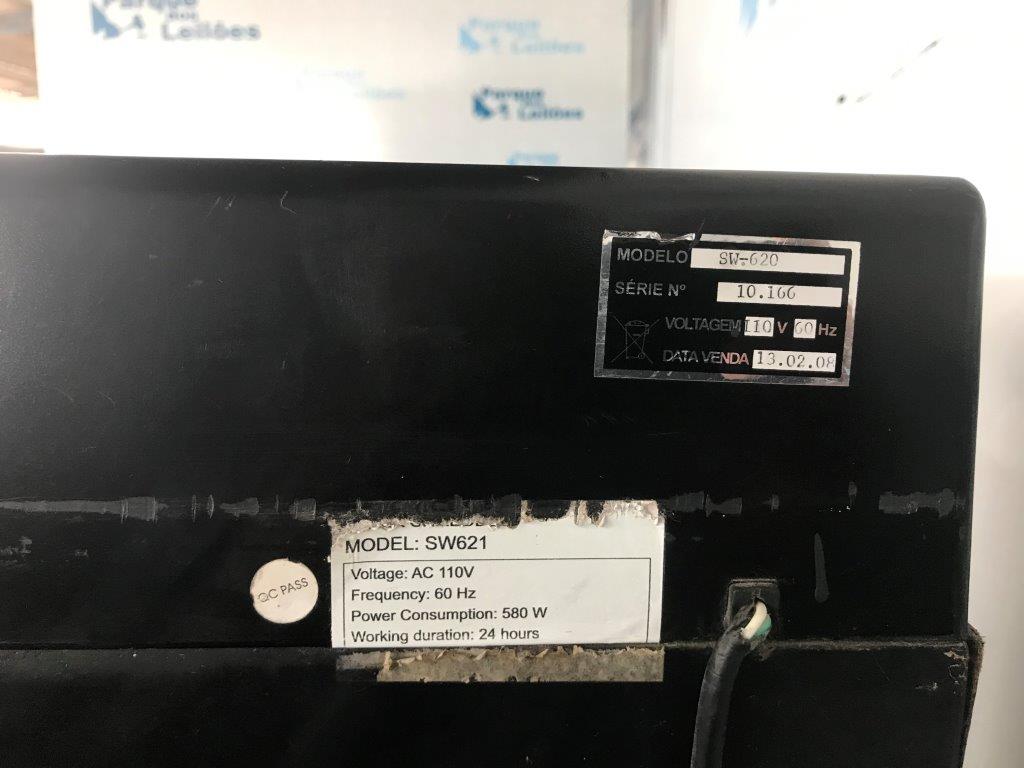 Parque
dos
Leilões
Parque
Leilões
Parque
dos
Leilões
MODELO SW-620
SÉRIE Nº 10.166
VOLTAGEM 110 V 60 Hz
DATA VENDA 13.02.08
MODEL: SW621
QC PASS
Voltage: AC 110V
Frequency: 60 Hz
Power Consumption: 580 W
Working duration: 24 hours